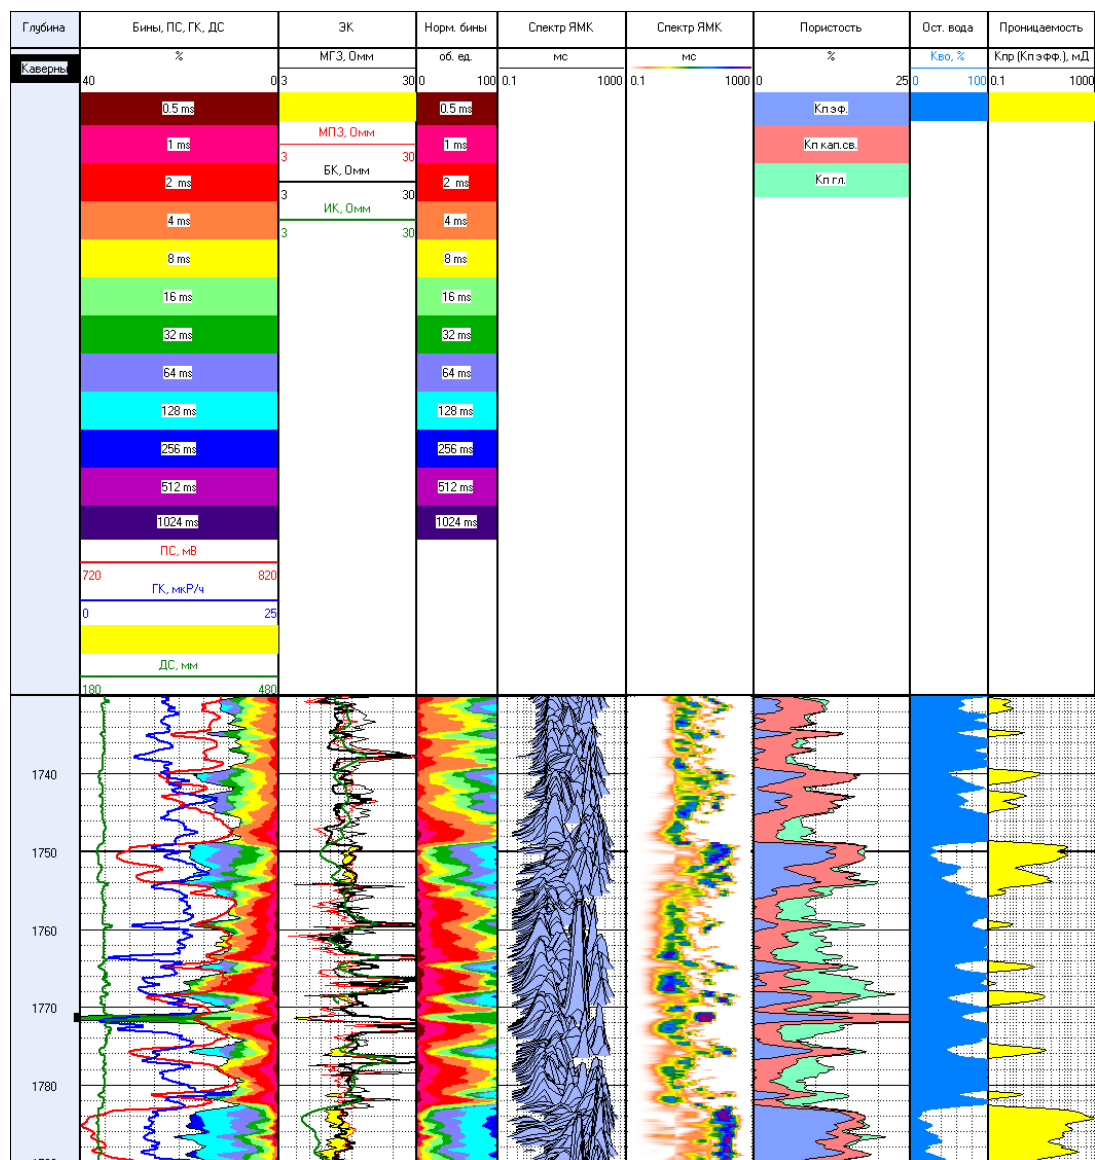 Глубина
Бины, ПС, ГК, ДС
ЭК
Норм. бины
Спектр ЯМК
Спектр ЯМК
Пористость
Ост. вода
Проницаемость
Каверны
%
МГЗ, Омм
об. ед.
мс
мс
%
Кво, %
Кпр (Кп эфф.), мД
40 0
3 30
0 100
0.1 1000
0.1 1000
0 25
0 100
0.1 1000
0.5 ms
0.5 ms
Кп эф.
МПЗ, Омм
1 ms
1 ms
Кп кап.св.
3 30
БК, Омм
2 ms
2 ms
Кп гл.
3 30
ИК, Омм
4 ms
4 ms
3 30
8 ms
8 ms
16 ms
16 ms
32 ms
32 ms
64 ms
64 ms
128 ms
128 ms
256 ms
256 ms
512 ms
512 ms
1024 ms
1024 ms
ПС, мВ
720 820
ГК, мкР/ч
0 25
ДС, мм
180 480
1740
1750
1760
1770
1780